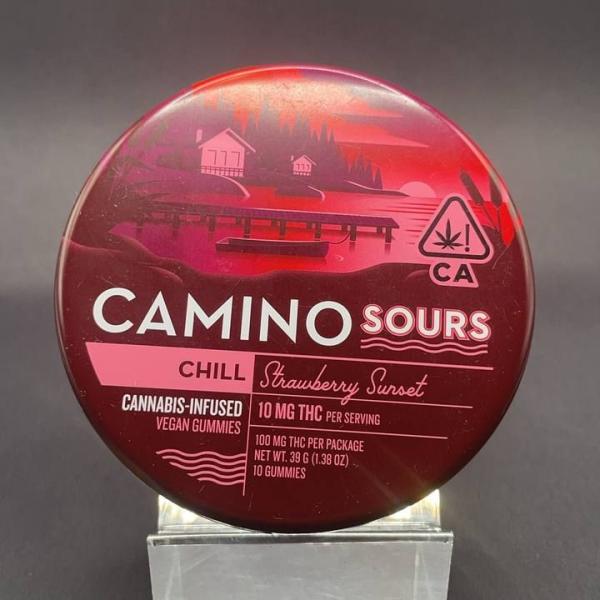 CA
CAMINO SOURS
CHILL
Strawberry Sunset
CANNABIS-INFUSED
VEGAN GUMMIES
10 MG THC PER SERVING
100 MG THC PER PACKAGE
NET WT. 39 G (1.38 OZ)
10 GUMMIES